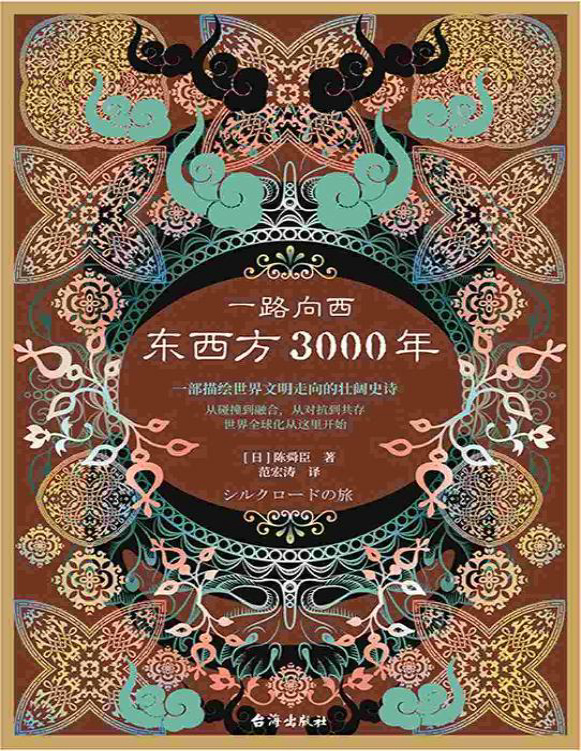 一路向西
东西方3000年
一部描绘世界文明走向的壮阔史诗
从碰撞到融合，从对抗到共存
世界全球化从这里开始
[日]陈舜臣 著
范宏涛 译
シルクロードの旅
台海出版社